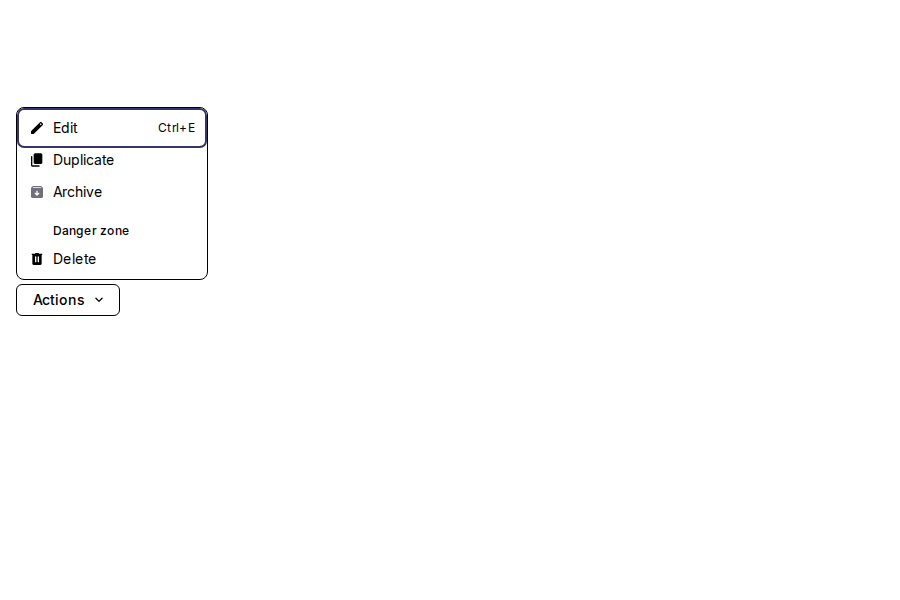 Edit Ctrl+E
Duplicate
Archive
Danger zone
Delete
Actions